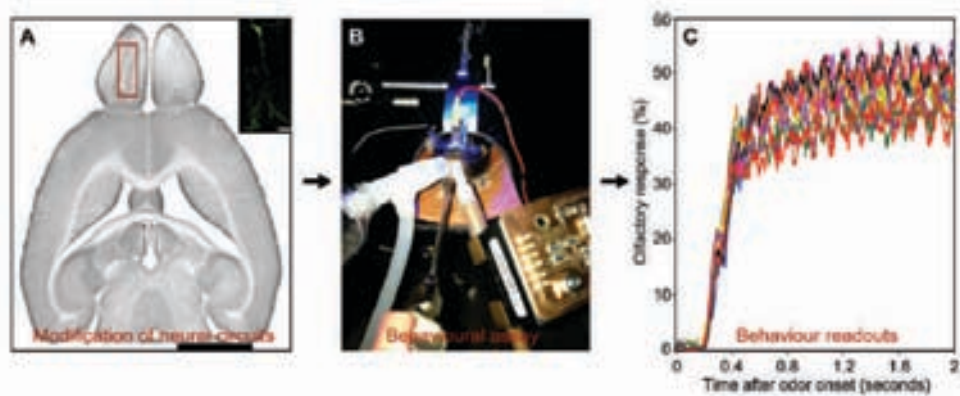 A
Modification of neural circuits
B
Behavioural assay
C
Olfactory response (%)
60
50
40
30
20
10
0
0 0.4 0.8 1.2 1.6 2
Behaviour readouts
Time after odor onset (seconds)